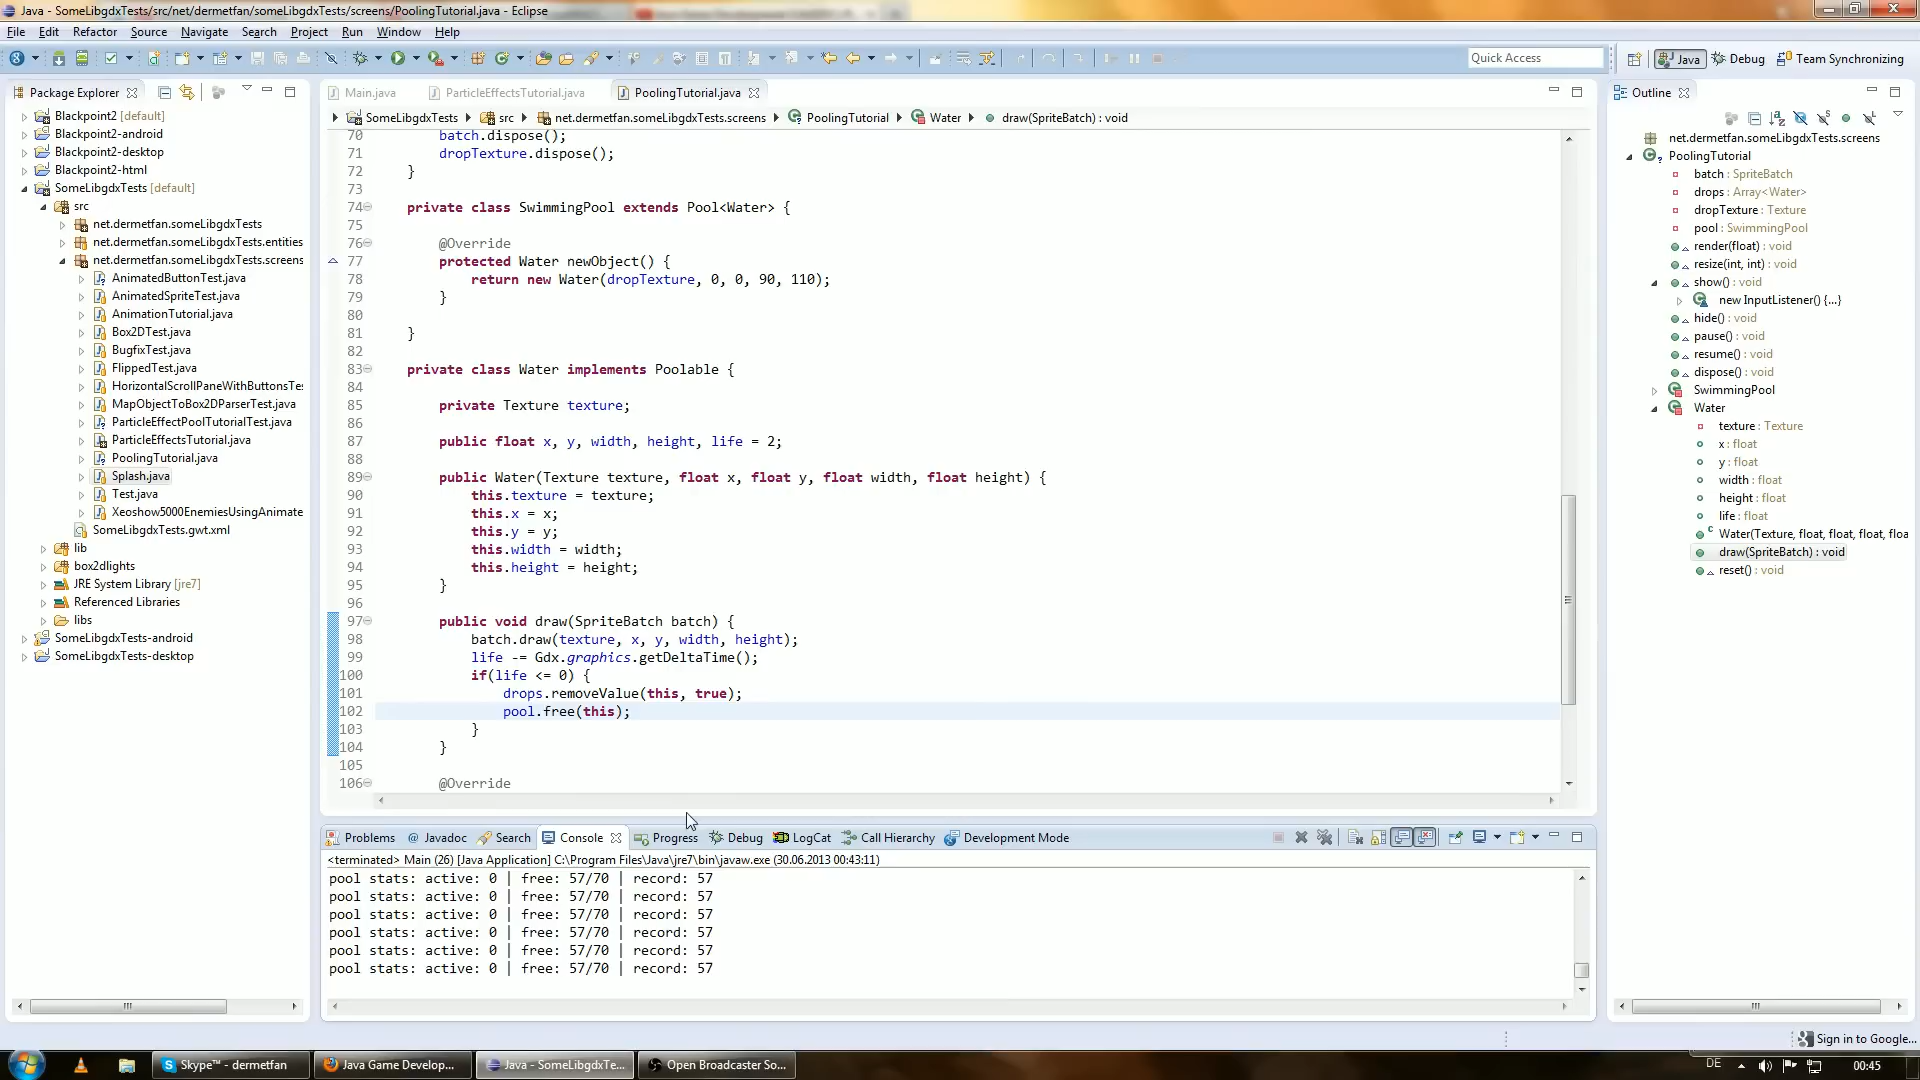 Java - SomeLibgdxTests/src/net/dermetfan/someLibgdxTests/screens/PoolingTutorial.java - Eclipse
File Edit Refactor Source Navigate Search Project Run Window Help
Quick Access
Java Debug Team Synchronizing
Package Explorer
Blackpoint2 [default]
Blackpoint2-android
Blackpoint2-desktop
Blackpoint2-html
SomeLibgdxTests [default]
src
net.dermetfan.someLibgdxTests
net.dermetfan.someLibgdxTests.entities
net.dermetfan.someLibgdxTests.screens
AnimatedButtonTest.java
AnimatedSpriteTest.java
AnimationTutorial.java
Box2DTest.java
BugfixTest.java
FlippedTest.java
HorizontalScrollPaneWithButtonsTe:
MapObjectToBox2DParserTest.java
ParticleEffectPoolTutorialTest.java
ParticleEffectsTutorial.java
PoolingTutorial.java
Splash.java
Test.java
Xeoshow5000EnemiesUsingAnimate
SomeLibgdxTests.gwt.xml
lib
box2dlights
JRE System Library [jre7]
Referenced Libraries
libs
SomeLibgdxTests-android
SomeLibgdxTests-desktop
Main.java ParticleEffectsTutorial.java PoolingTutorial.java
SomeLibgdxTests src net.dermetfan.someLibgdxTests.screens PoolingTutorial Water draw(SpriteBatch) : void
70 batch.dispose();
71 dropTexture.dispose();
72 }
73
74 private class SwimmingPool extends Pool<Water> {
75
76 @Override
77 protected Water newObject() {
78 return new Water(dropTexture, 0, 0, 90, 110);
79 }
80
81 }
82
83 private class Water implements Poolable {
84
85 private Texture texture;
86
87 public float x, y, width, height, life = 2;
88
89 public Water(Texture texture, float x, float y, float width, float height) {
90 this.texture = texture;
91 this.x = x;
92 this.y = y;
93 this.width = width;
94 this.height = height;
95 }
96
97 public void draw(SpriteBatch batch) {
98 batch.draw(texture, x, y, width, height);
99 life -= Gdx.graphics.getDeltaTime();
100 if(life <= 0) {
101 drops.removeValue(this, true);
102 pool.free(this);
103 }
104 }
105
106 @Override
Outline
net.dermetfan.someLibgdxTests.screens
PoolingTutorial
batch : SpriteBatch
drops : Array<Water>
dropTexture : Texture
pool : SwimmingPool
render(float) : void
resize(int, int) : void
show() : void
new InputListener() {...}
hide() : void
pause() : void
resume() : void
dispose() : void
SwimmingPool
Water
texture : Texture
x : float
y : float
width : float
height : float
life : float
Water(Texture, float, float, float, floa
draw(SpriteBatch) : void
reset() : void
Problems @ Javadoc Search Console Progress Debug LogCat Call Hierarchy Development Mode
<terminated> Main (26) [Java Application] C:\Program Files\Java\jre7\bin\javaw.exe (30.06.2013 00:43:11)
pool stats: active: 0 | free: 57/70 | record: 57
pool stats: active: 0 | free: 57/70 | record: 57
pool stats: active: 0 | free: 57/70 | record: 57
pool stats: active: 0 | free: 57/70 | record: 57
pool stats: active: 0 | free: 57/70 | record: 57
pool stats: active: 0 | free: 57/70 | record: 57
Sign in to Google...
Skype™ - dermetfan Java Game Develop... Java - SomeLibgdxTe... Open Broadcaster So... DE 00:45